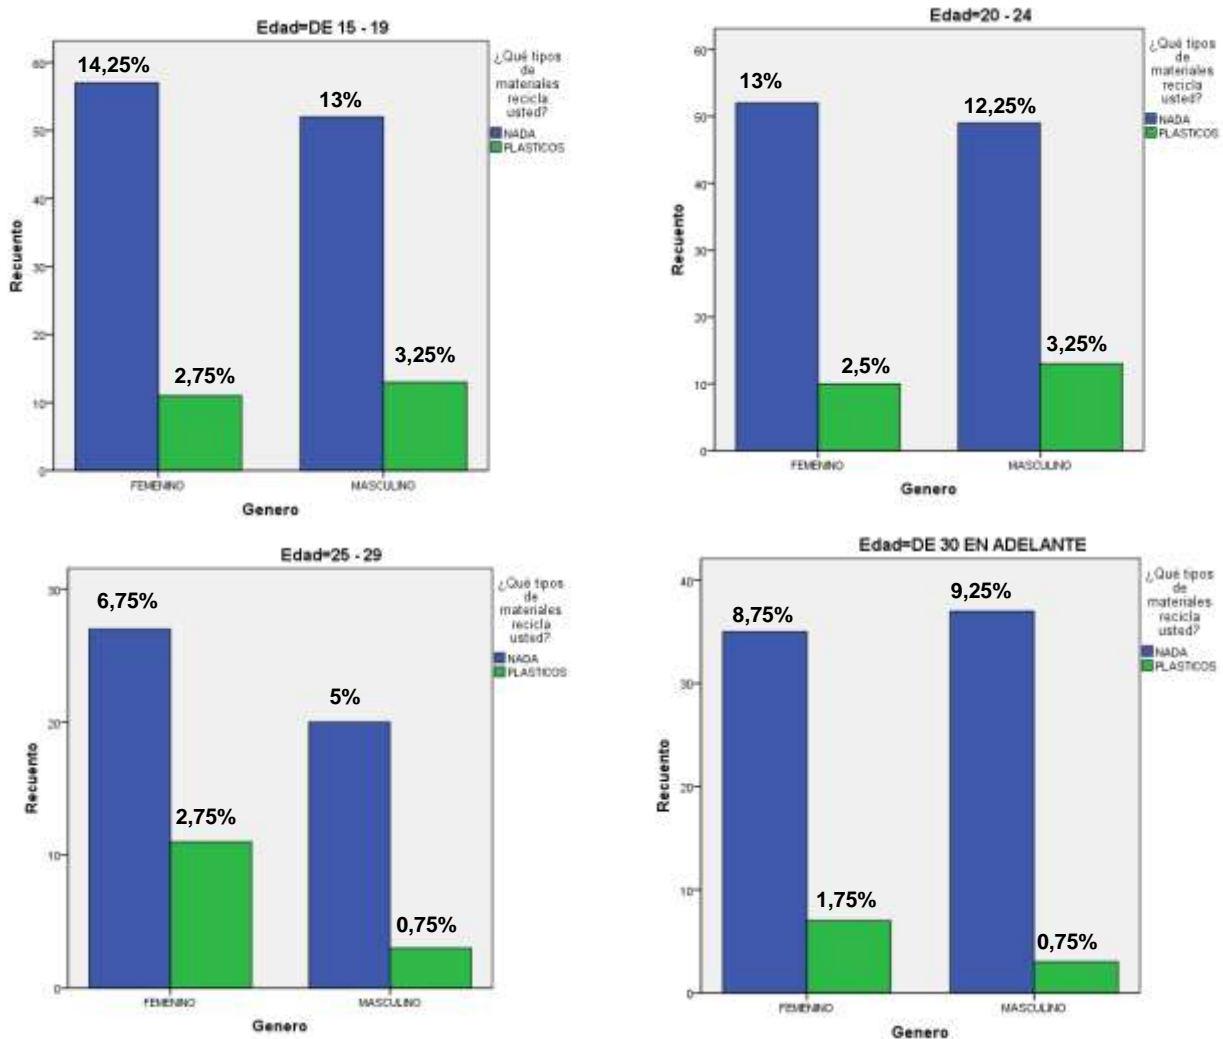 Edad=DE 15 - 19
¿Qué tipos
de
materiales
recicla
usted?
NADA
PLASTICOS
14,25%
13%
2,75%
3,25%
60
50
40
30
20
10
0
Recuento
FEMENINO
MASCULINO
Genero
Edad=20 - 24
¿Qué tipos
de
materiales
recicla
usted?
NADA
PLASTICOS
13%
12,25%
2,5%
3,25%
60
50
40
30
20
10
0
Recuento
FEMENINO
MASCULINO
Genero
Edad=25 - 29
¿Qué tipos
de
materiales
recicla
usted?
NADA
PLASTICOS
6,75%
5%
2,75%
0,75%
30
20
10
0
Recuento
FEMENINO
MASCULINO
Genero
Edad=DE 30 EN ADELANTE
¿Qué tipos
de
materiales
recicla
usted?
NADA
PLASTICOS
8,75%
9,25%
1,75%
0,75%
40
30
20
10
0
Recuento
FEMENINO
MASCULINO
Genero